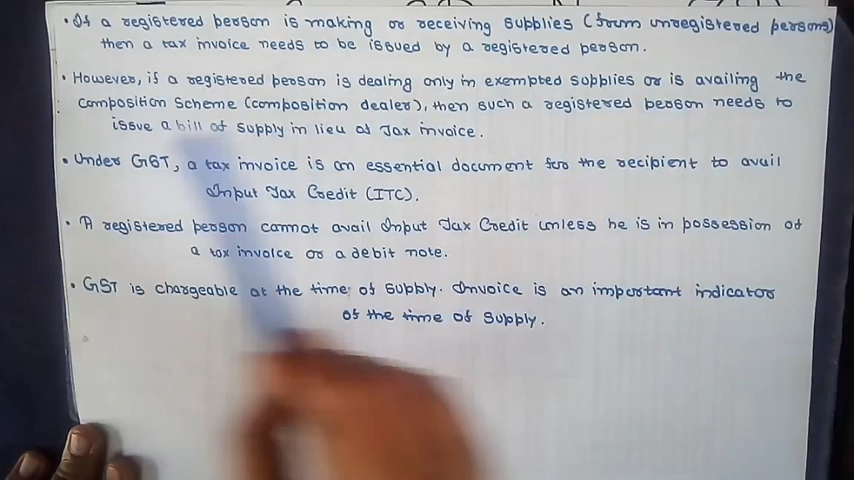 • If a registered person is making or receiving supplies (from unregistered persons)
then a tax invoice needs to be issued by a registered person.
• However, if a registered person is dealing only in exempted supplies or is availing the
composition scheme (composition dealer), then such a registered person needs to
issue a bill of supply in lieu of Tax invoice.
• Under GST, a tax invoice is an essential document for the recipient to avail
Input Tax Credit (ITC).
• A registered person cannot avail Input Tax Credit unless he is in possession of
a tax invoice or a debit note.
• GST is chargeable at the time of supply. Invoice is an important indicator
of the time of supply.